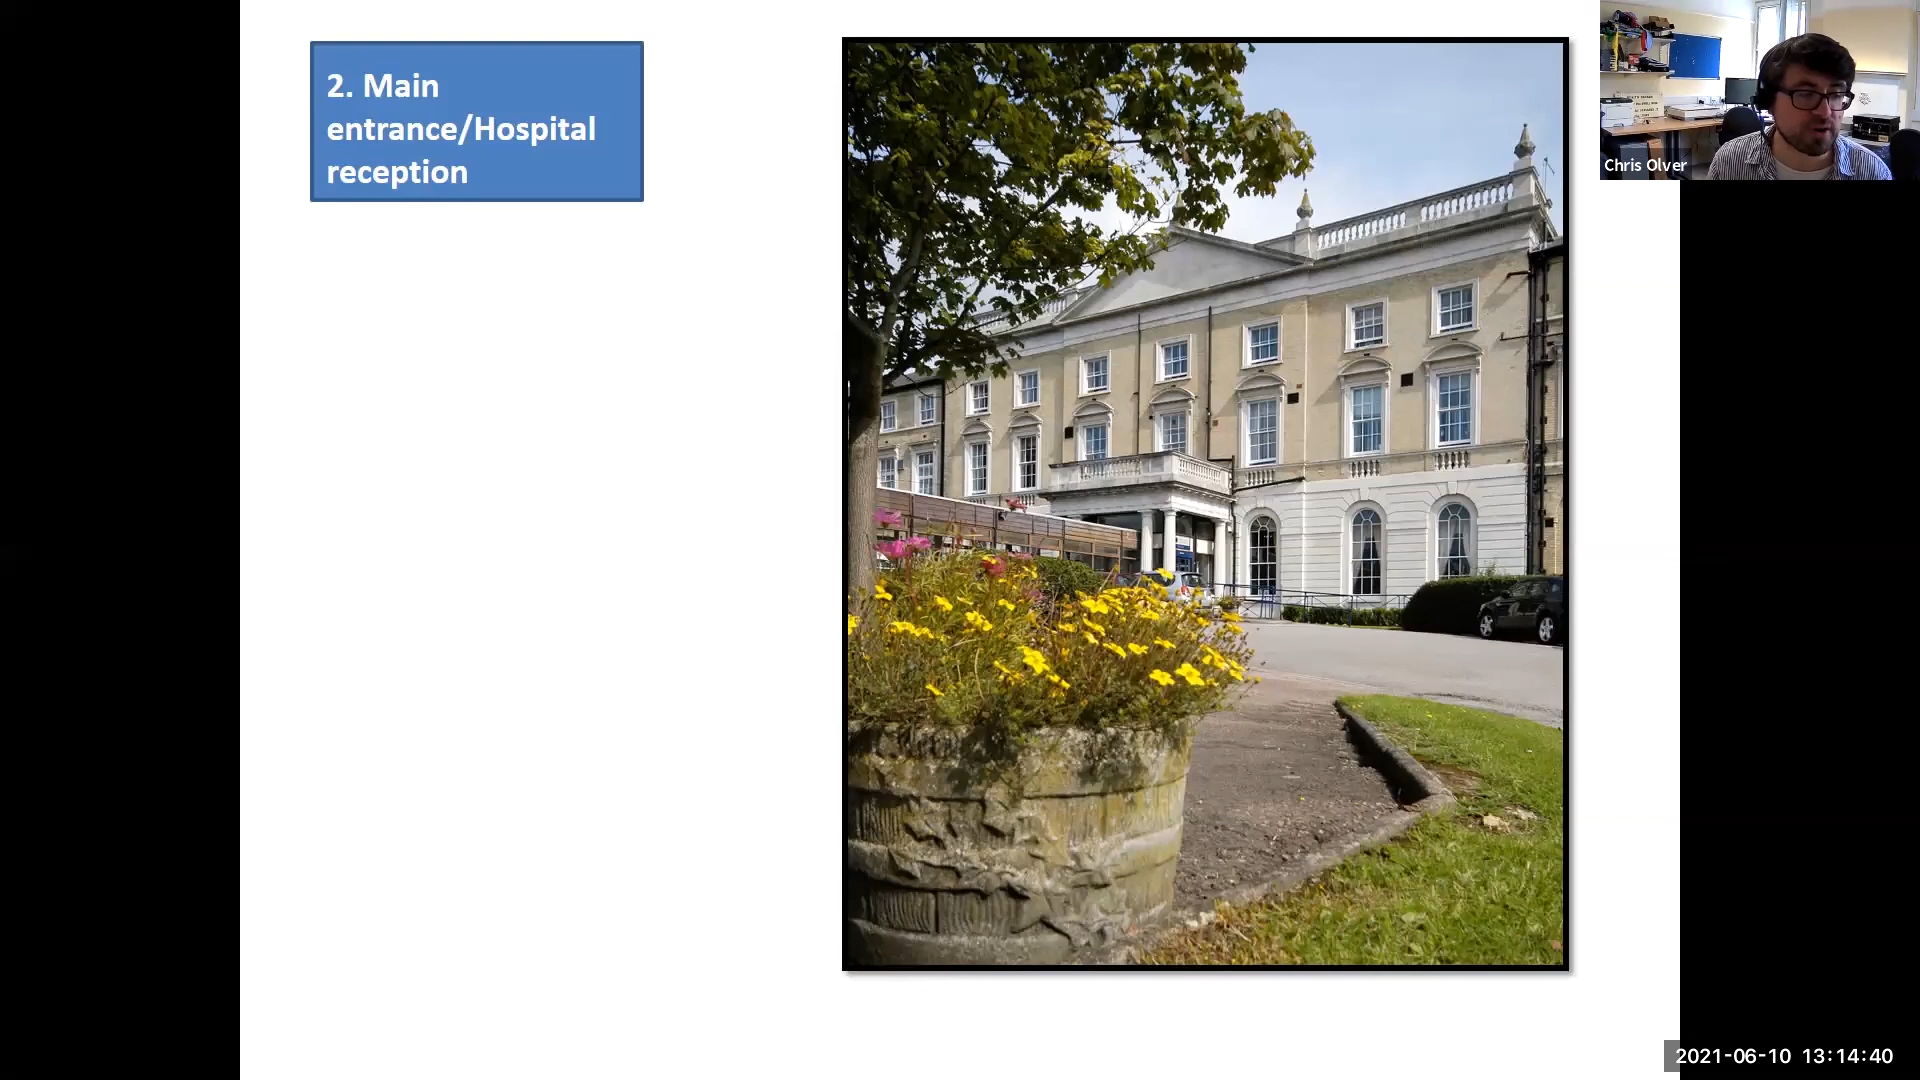 2. Main
entrance/Hospital
reception
Chris Olver
2021-06-10 13:14:40